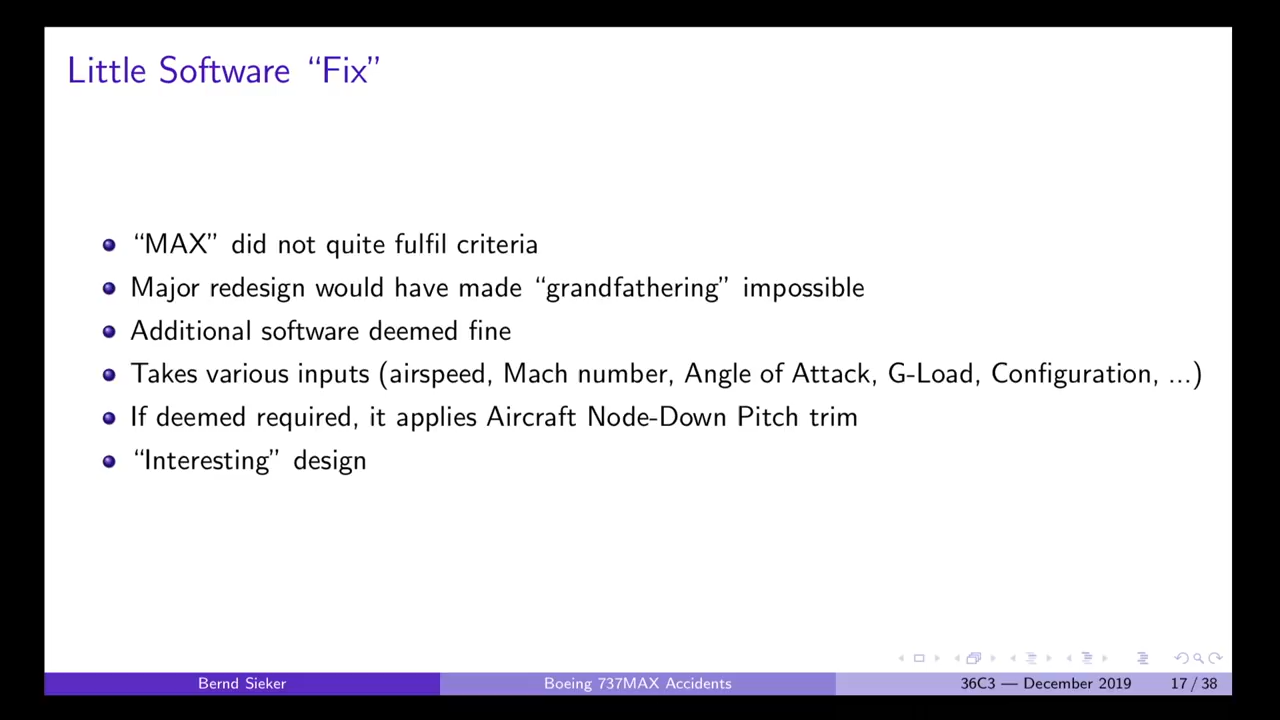 Little Software “Fix”
“MAX” did not quite fulfil criteria
Major redesign would have made “grandfathering” impossible
Additional software deemed fine
Takes various inputs (airspeed, Mach number, Angle of Attack, G-Load, Configuration, ...)
If deemed required, it applies Aircraft Node-Down Pitch trim
“Interesting” design
Bernd Sieker
Boeing 737MAX Accidents
36C3 — December 2019
17 / 38